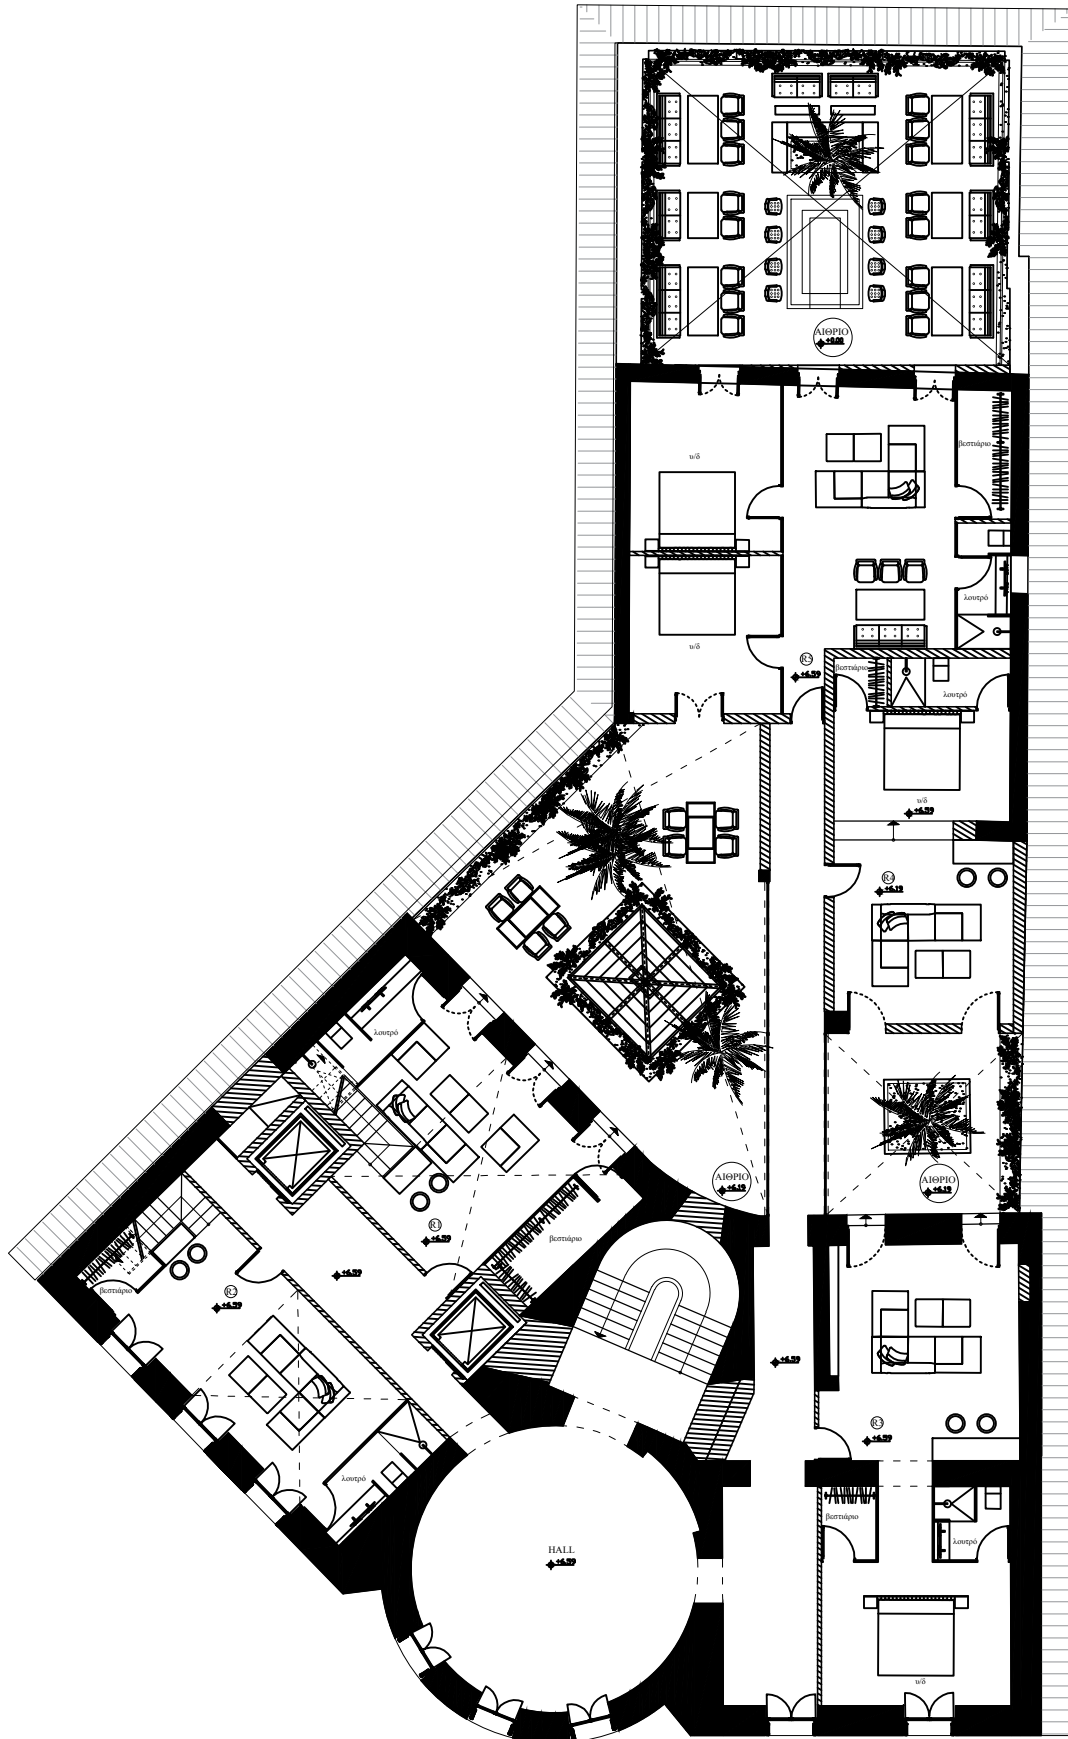 ΑΙΘΡΙΟ
+0.00
βεστιάριο
υ/δ
λουτρό
υ/δ
R5
+6.59
βεστιάριο
λουτρό
υ/δ
+6.59
R4
+6.19
λουτρό
ΑΙΘΡΙΟ
+6.19
ΑΙΘΡΙΟ
+6.19
R1
+6.59
βεστιάριο
+6.59
βεστιάριο
R2
+6.59
+6.59
R3
+6.59
λουτρό
βεστιάριο
λουτρό
HALL
+6.59
υ/δ